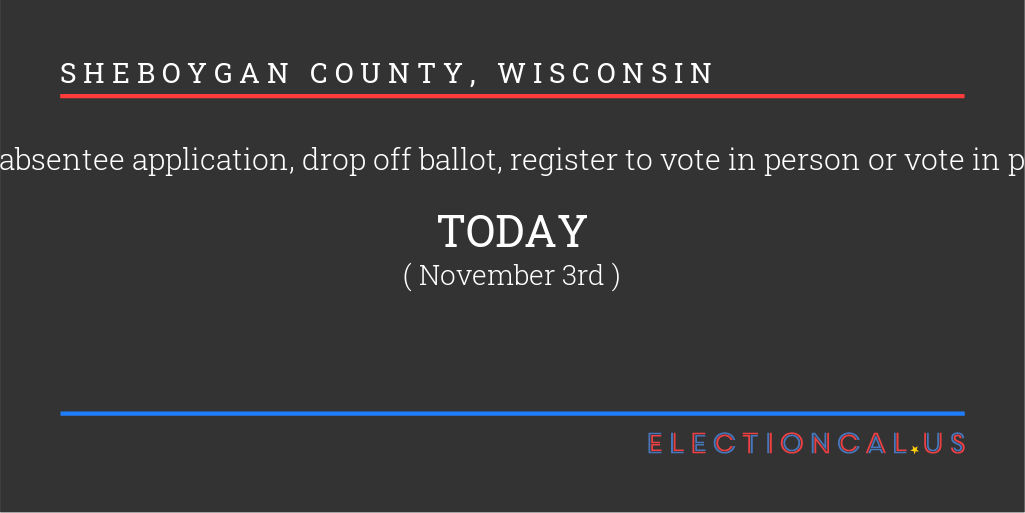 SHEBOYGAN COUNTY, WISCONSIN
absentee application, drop off ballot, register to vote in person or vote in p
TODAY
( November 3rd )
ELECTIONCAL.US